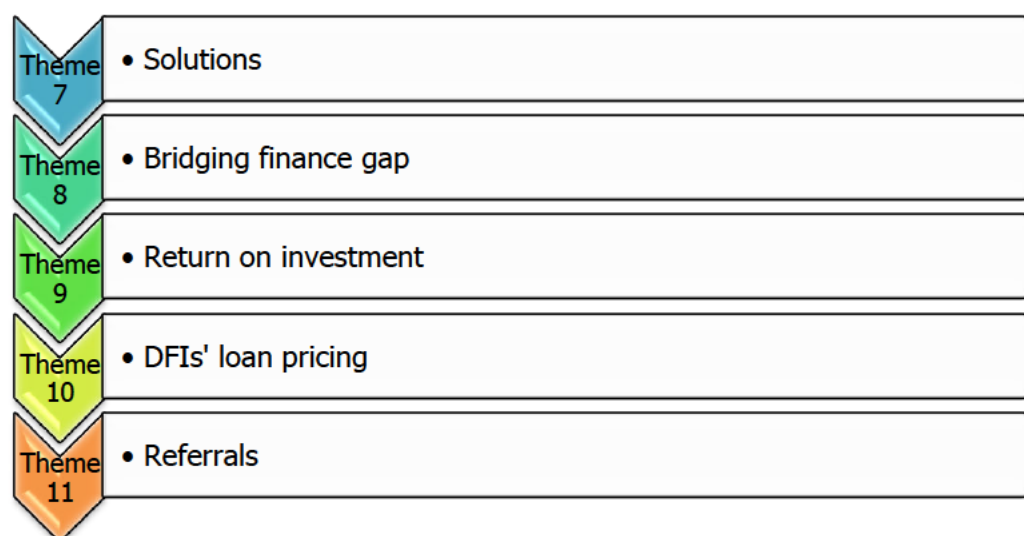 Theme
7
• Solutions
Theme
8
• Bridging finance gap
Theme
9
• Return on investment
Theme
10
• DFIs' loan pricing
Theme
11
• Referrals